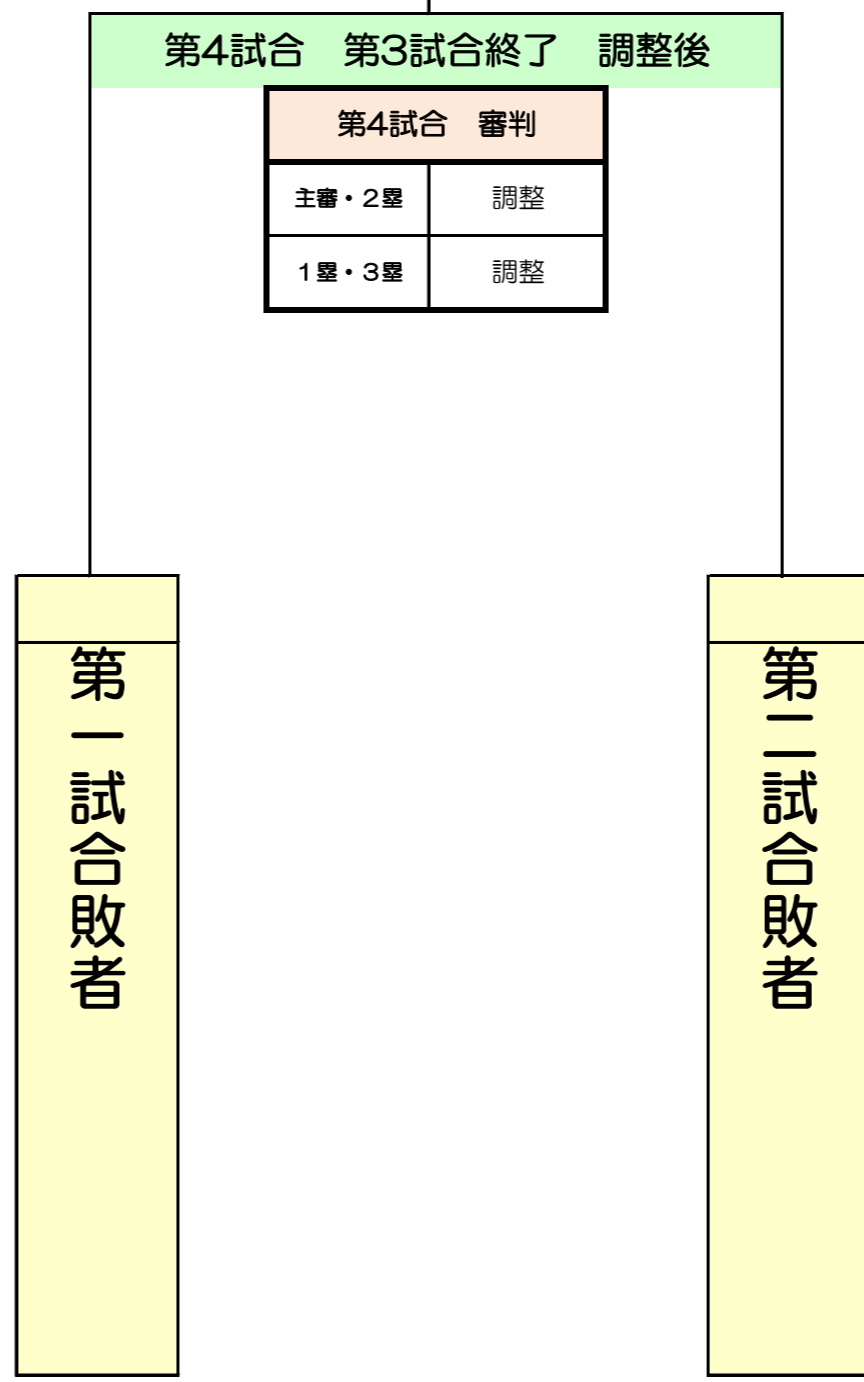 第4試合　第3試合終了　調整後
第4試合　審判
主審・２塁　調整
１塁・３塁　調整
第一試合敗者
第二試合敗者